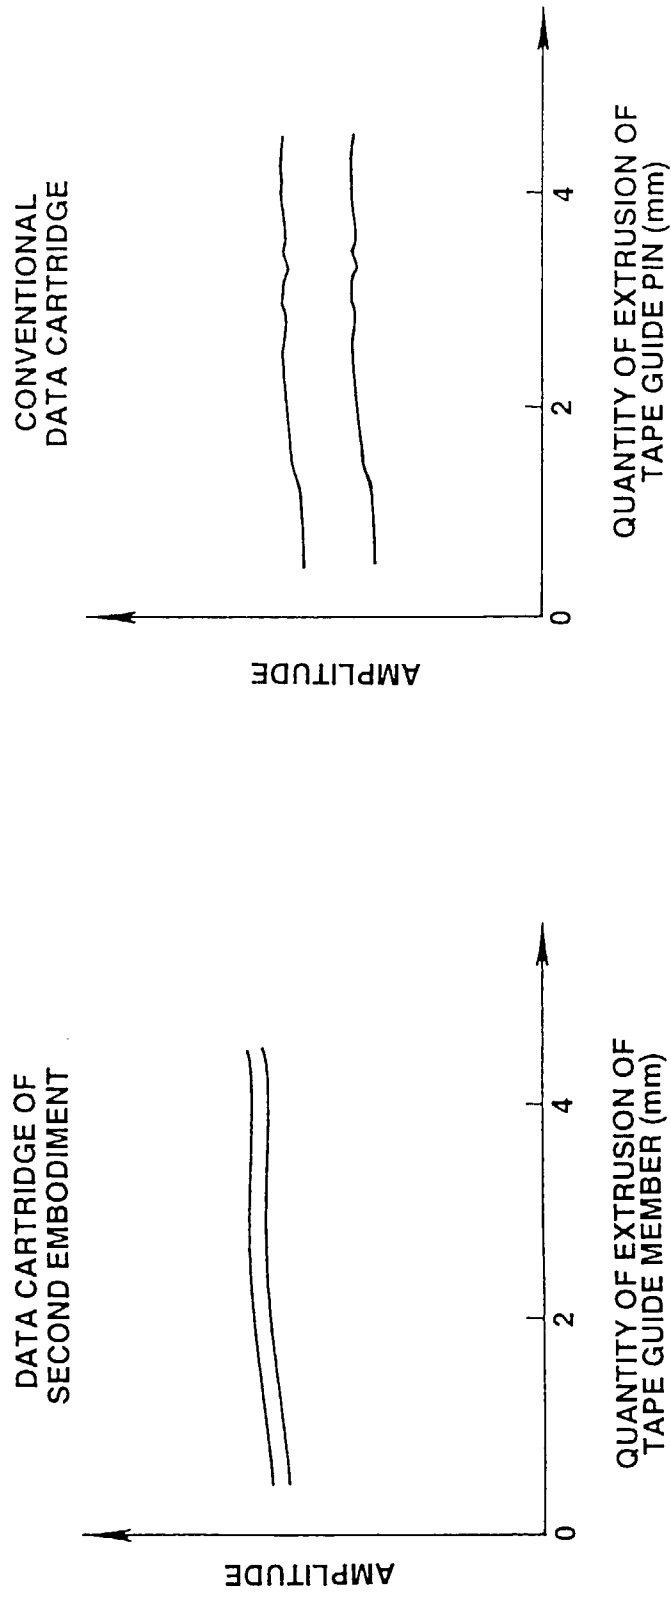 DATA CARTRIDGE OF
SECOND EMBODIMENT
AMPLITUDE
0
2
4
QUANTITY OF EXTRUSION OF
TAPE GUIDE MEMBER (mm)
CONVENTIONAL
DATA CARTRIDGE
AMPLITUDE
0
2
4
QUANTITY OF EXTRUSION OF
TAPE GUIDE PIN (mm)